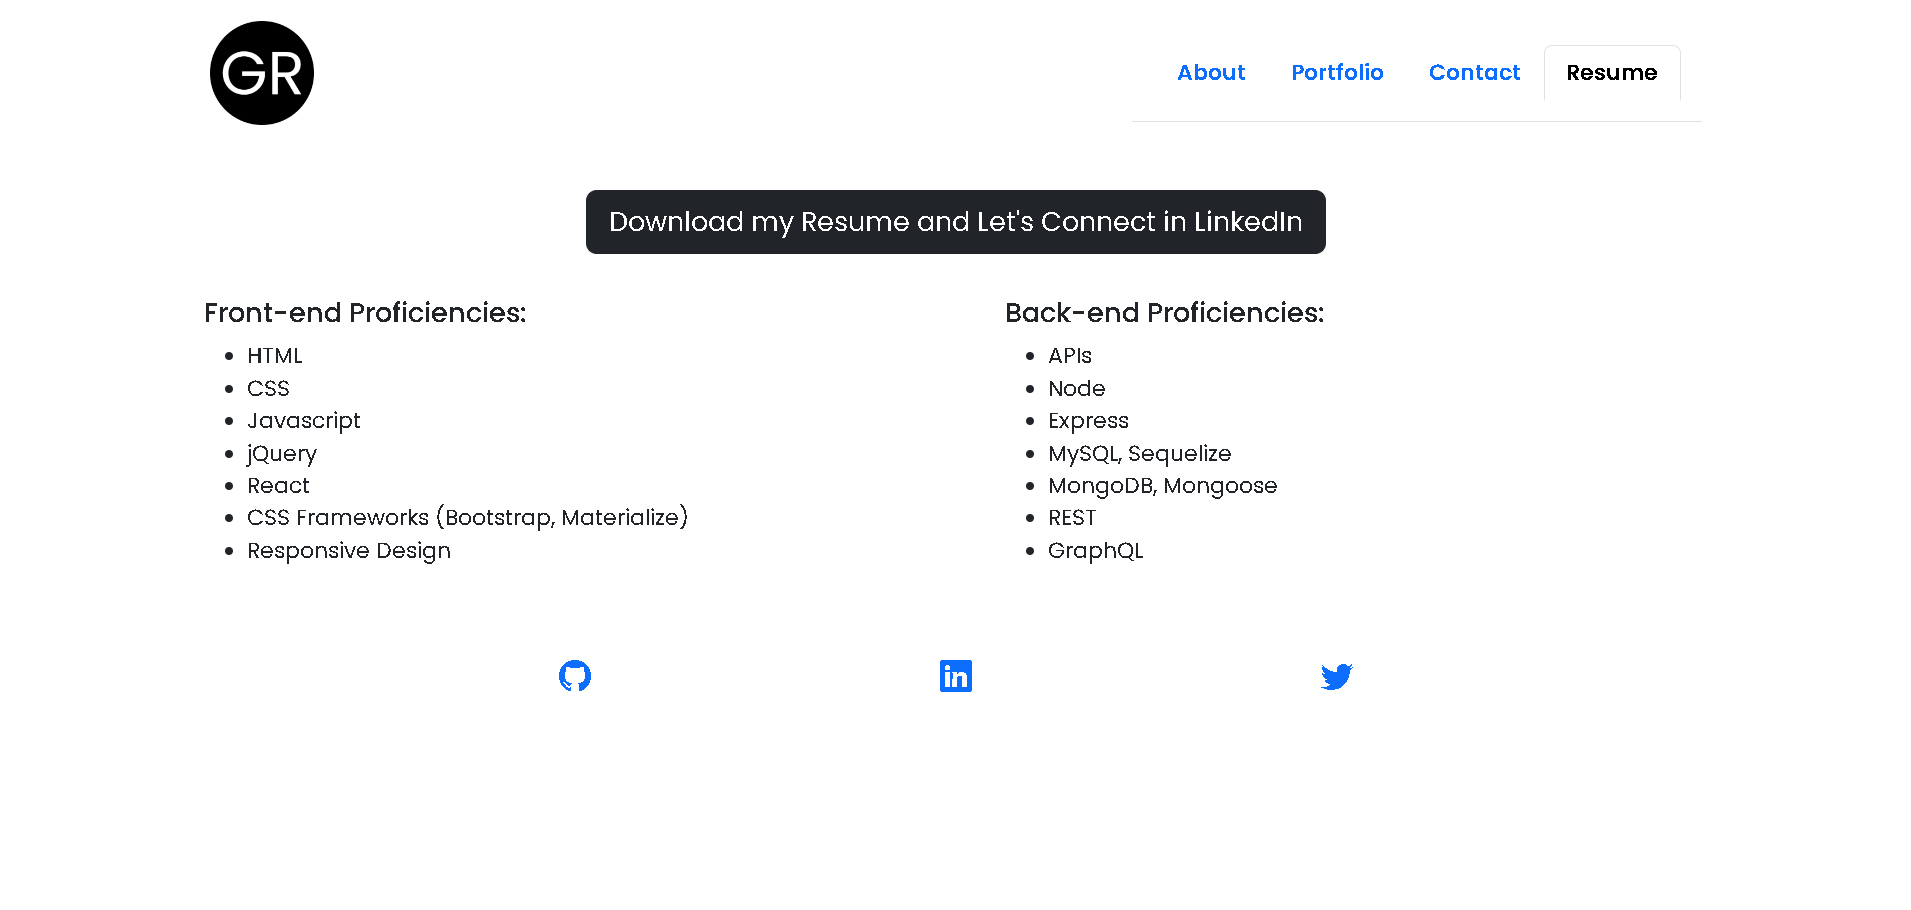 GR
About Portfolio Contact Resume
Download my Resume and Let's Connect in LinkedIn
Front-end Proficiencies:
HTML
CSS
Javascript
jQuery
React
CSS Frameworks (Bootstrap, Materialize)
Responsive Design
Back-end Proficiencies:
APIs
Node
Express
MySQL, Sequelize
MongoDB, Mongoose
REST
GraphQL
in